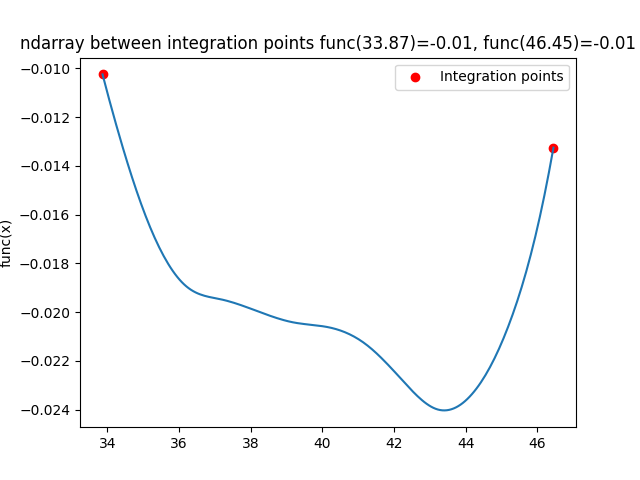 ndarray between integration points func(33.87)=-0.01, func(46.45)=-0.01
Integration points
func(x)
−0.010
−0.012
−0.014
−0.016
−0.018
−0.020
−0.022
−0.024
34 36 38 40 42 44 46